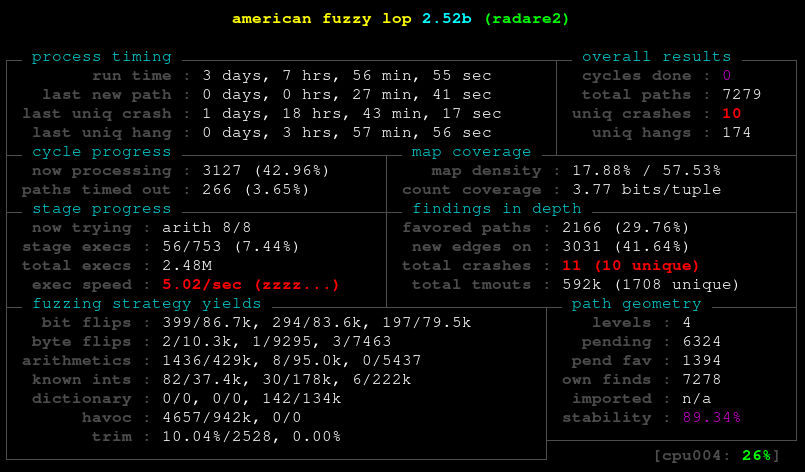 american fuzzy lop 2.52b (radare2)
process timing overall results
run time : 3 days, 7 hrs, 56 min, 55 sec cycles done : 0
last new path : 0 days, 0 hrs, 27 min, 41 sec total paths : 7279
last uniq crash : 1 days, 18 hrs, 43 min, 17 sec uniq crashes : 10
last uniq hang : 0 days, 3 hrs, 57 min, 56 sec uniq hangs : 174
cycle progress map coverage
now processing : 3127 (42.96%) map density : 17.88% / 57.53%
paths timed out : 266 (3.65%) count coverage : 3.77 bits/tuple
stage progress findings in depth
now trying : arith 8/8 favored paths : 2166 (29.76%)
stage execs : 56/753 (7.44%) new edges on : 3031 (41.64%)
total execs : 2.48M total crashes : 11 (10 unique)
exec speed : 5.02/sec (zzzz...) total tmouts : 592k (1708 unique)
fuzzing strategy yields path geometry
bit flips : 399/86.7k, 294/83.6k, 197/79.5k levels : 4
byte flips : 2/10.3k, 1/9295, 3/7463 pending : 6324
arithmetics : 1436/429k, 8/95.0k, 0/5437 pend fav : 1394
known ints : 82/37.4k, 30/178k, 6/222k own finds : 7278
dictionary : 0/0, 0/0, 142/134k imported : n/a
havoc : 4657/942k, 0/0 stability : 89.34%
trim : 10.04%/2528, 0.00%
[cpu004: 26%]